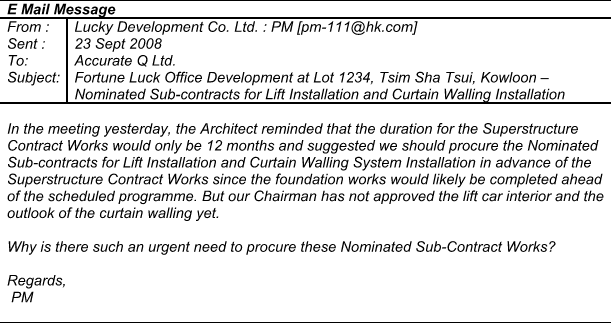 E Mail Message
From : Lucky Development Co. Ltd. : PM [pm-111@hk.com]
Sent : 23 Sept 2008
To: Accurate Q Ltd.
Subject: Fortune Luck Office Development at Lot 1234, Tsim Sha Tsui, Kowloon –
Nominated Sub-contracts for Lift Installation and Curtain Walling Installation
In the meeting yesterday, the Architect reminded that the duration for the Superstructure
Contract Works would only be 12 months and suggested we should procure the Nominated
Sub-contracts for Lift Installation and Curtain Walling System Installation in advance of the
Superstructure Contract Works since the foundation works would likely be completed ahead
of the scheduled programme. But our Chairman has not approved the lift car interior and the
outlook of the curtain walling yet.
Why is there such an urgent need to procure these Nominated Sub-Contract Works?
Regards,
PM